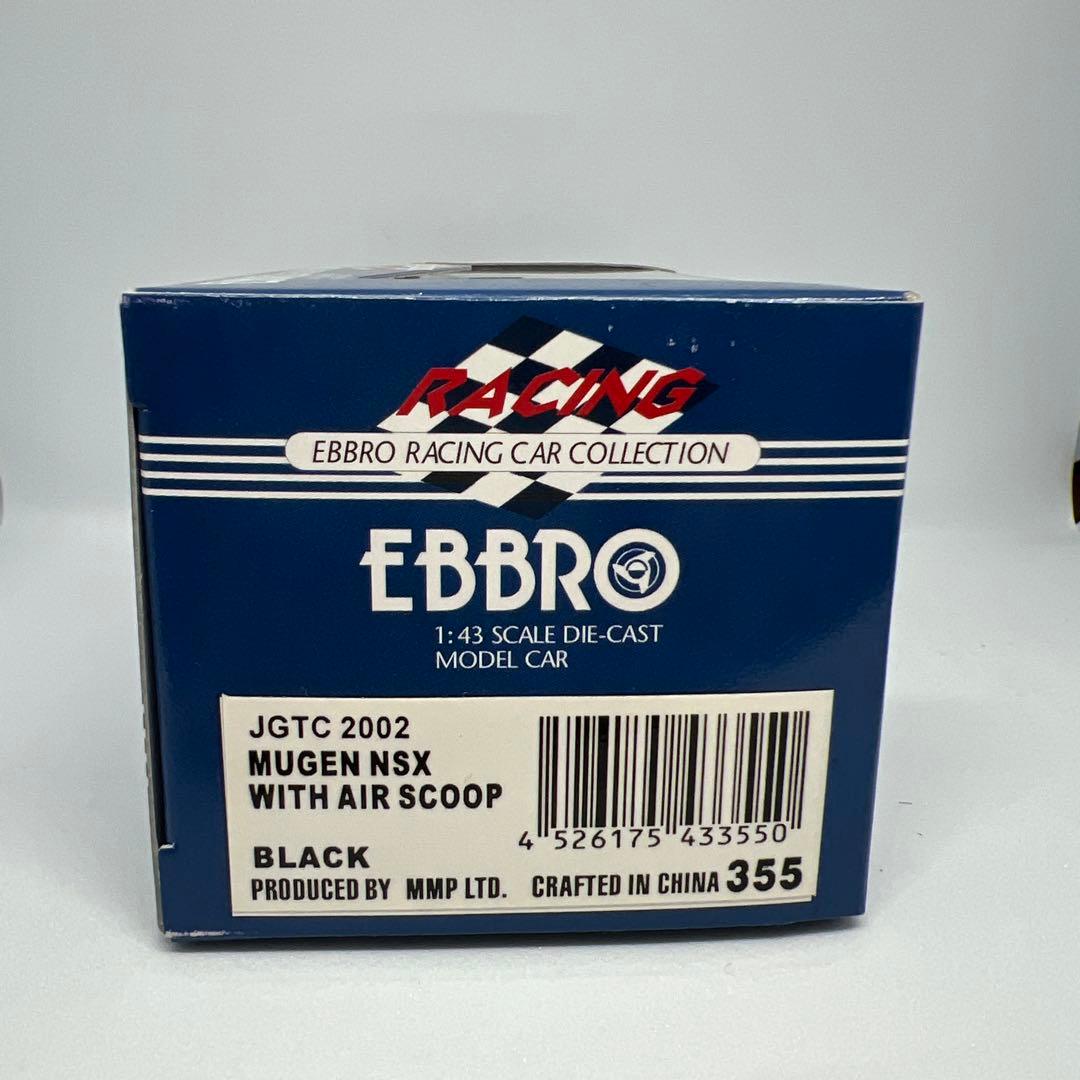 RACING
EBBRO RACING CAR COLLECTION
EBBRO
1:43 SCALE DIE-CAST
MODEL CAR
JGTC 2002
MUGEN NSX
WITH AIR SCOOP
4 526175 433550
BLACK
PRODUCED BY MMP LTD. CRAFTED IN CHINA 355